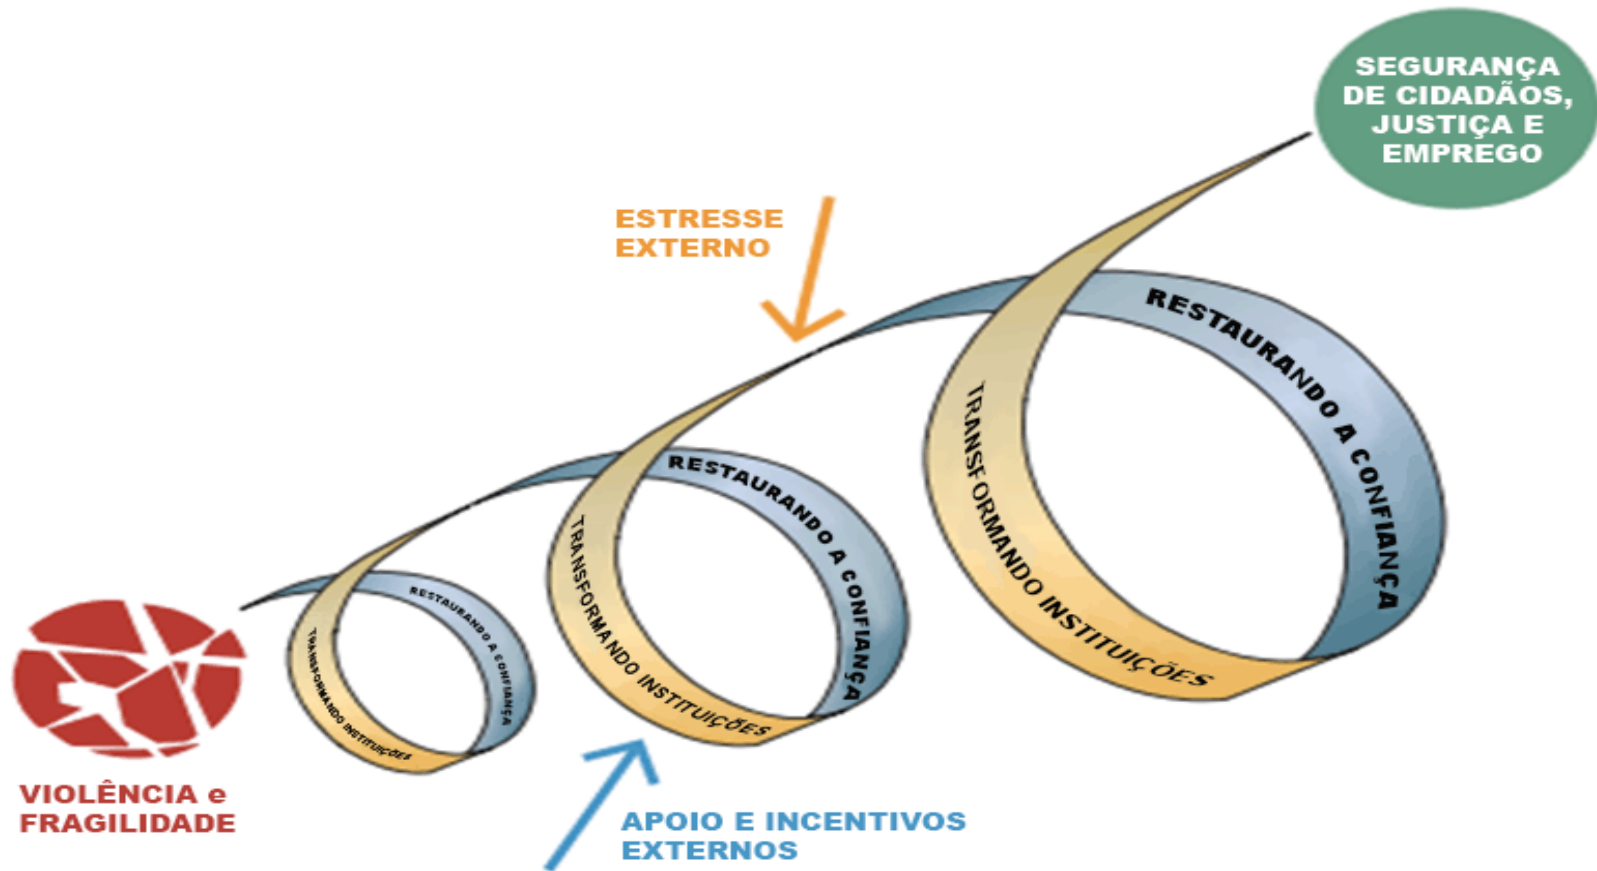 SEGURANÇA
DE CIDADÃOS,
JUSTIÇA E
EMPREGO
ESTRESSE
EXTERNO
RESTAURANDO A CONFIANÇA
TRANSFORMANDO INSTITUIÇÕES
RESTAURANDO A CONFIANÇA
TRANSFORMANDO INSTITUIÇÕES
RESTAURANDO A CONFIANÇA
TRANSFORMANDO INSTITUIÇÕES
VIOLÊNCIA e
FRAGILIDADE
APOIO E INCENTIVOS
EXTERNOS